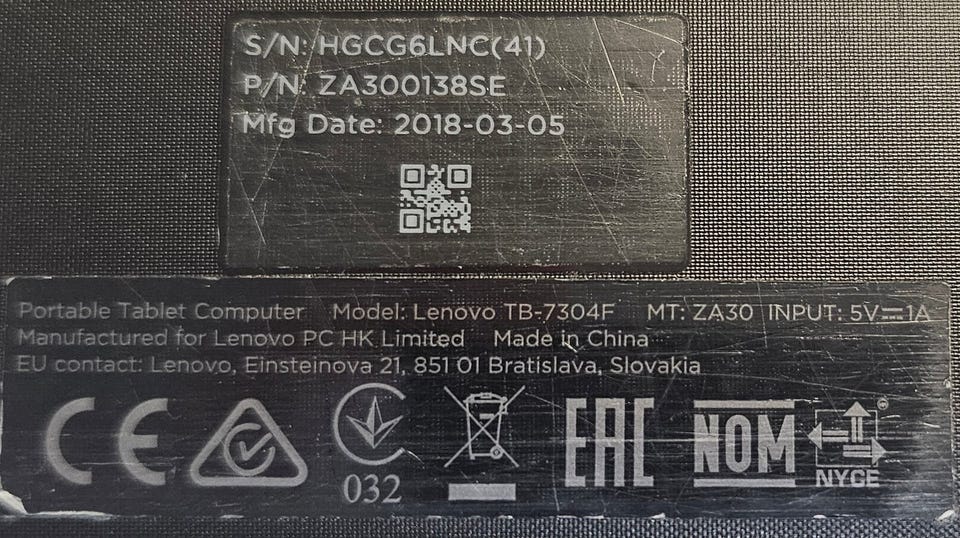 S/N: HGCG6LNC(41)
P/N: ZA300138SE
Mfg Date: 2018-03-05
Portable Tablet Computer Model: Lenovo TB-7304F MT: ZA30 INPUT: 5V⎓1A
Manufactured for Lenovo PC HK Limited Made in China
EU contact: Lenovo, Einsteinova 21, 851 01 Bratislava, Slovakia
CE EAC NOM
032 NYCE